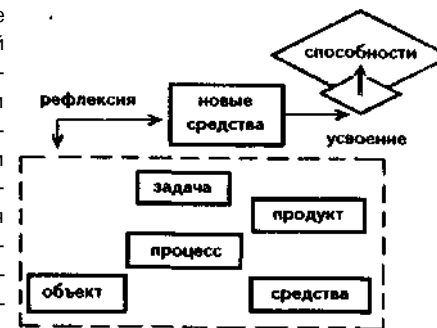 способности
рефлексия
новые
средства
усвоение
задача
продукт
процесс
объект
средства